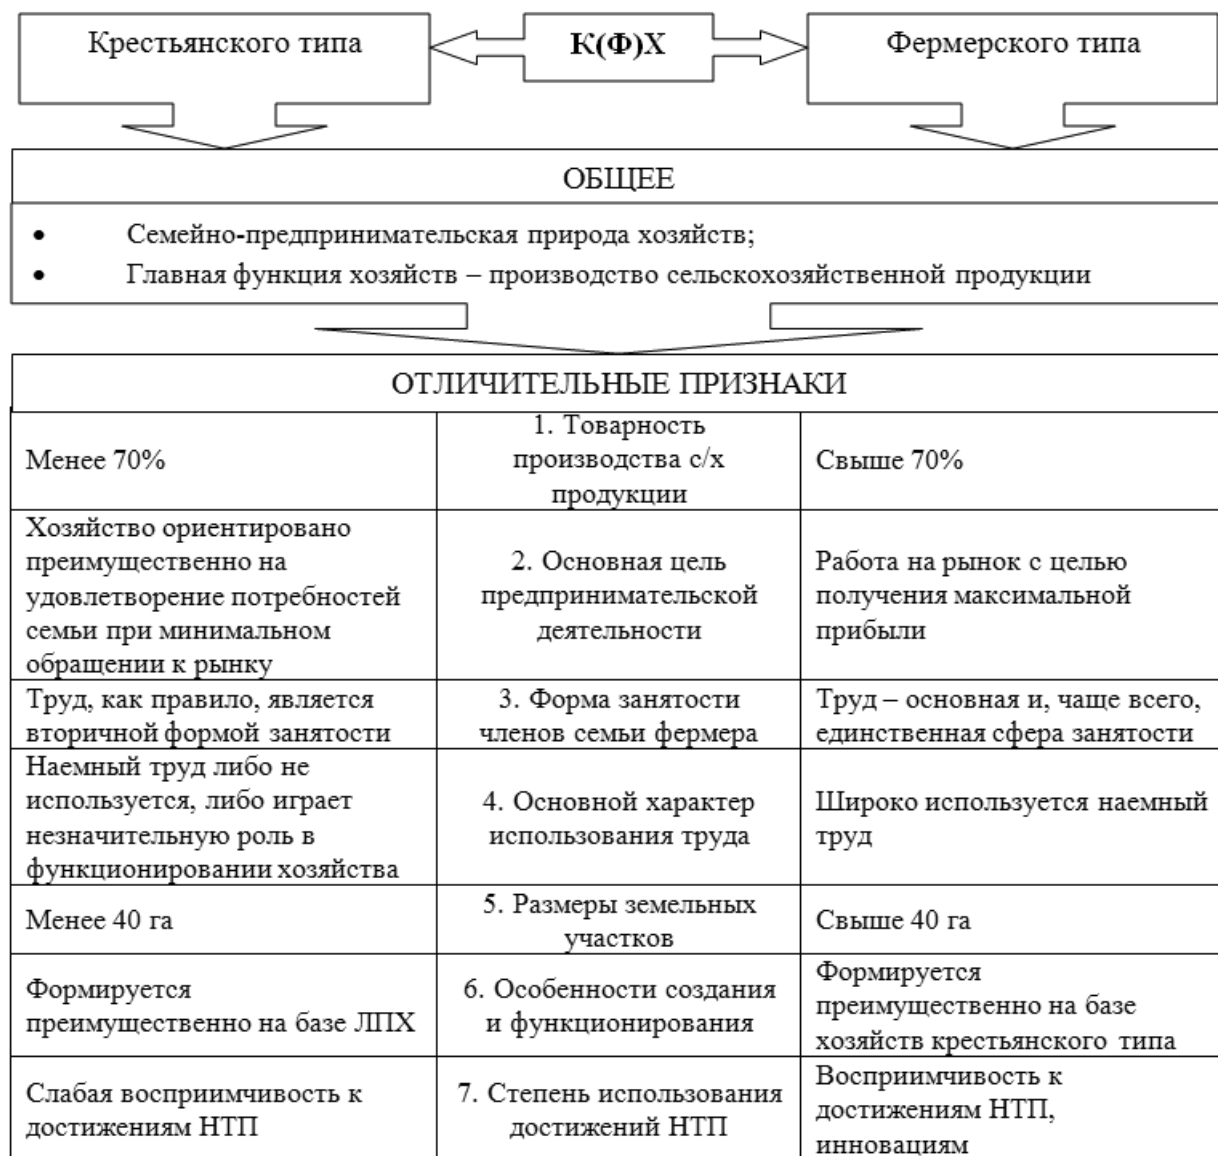 Крестьянского типа
К(Ф)Х
Фермерского типа
ОБЩЕЕ
• Семейно-предпринимательская природа хозяйств;
• Главная функция хозяйств – производство сельскохозяйственной продукции
ОТЛИЧИТЕЛЬНЫЕ ПРИЗНАКИ
Менее 70%
1. Товарность
производства с/х
продукции
Свыше 70%
Хозяйство ориентировано
преимущественно на
удовлетворение потребностей
семьи при минимальном
обращении к рынку
2. Основная цель
предпринимательской
деятельности
Работа на рынок с целью
получения максимальной
прибыли
Труд, как правило, является
вторичной формой занятости
3. Форма занятости
членов семьи фермера
Труд – основная и, чаще всего,
единственная сфера занятости
Наемный труд либо не
используется, либо играет
незначительную роль в
функционировании хозяйства
4. Основной характер
использования труда
Широко используется наемный
труд
Менее 40 га
5. Размеры земельных
участков
Свыше 40 га
Формируется
преимущественно на базе ЛПХ
6. Особенности создания
и функционирования
Формируется
преимущественно на базе
хозяйств крестьянского типа
Слабая восприимчивость к
достижениям НТП
7. Степень использования
достижений НТП
Восприимчивость к
достижениям НТП,
инновациям